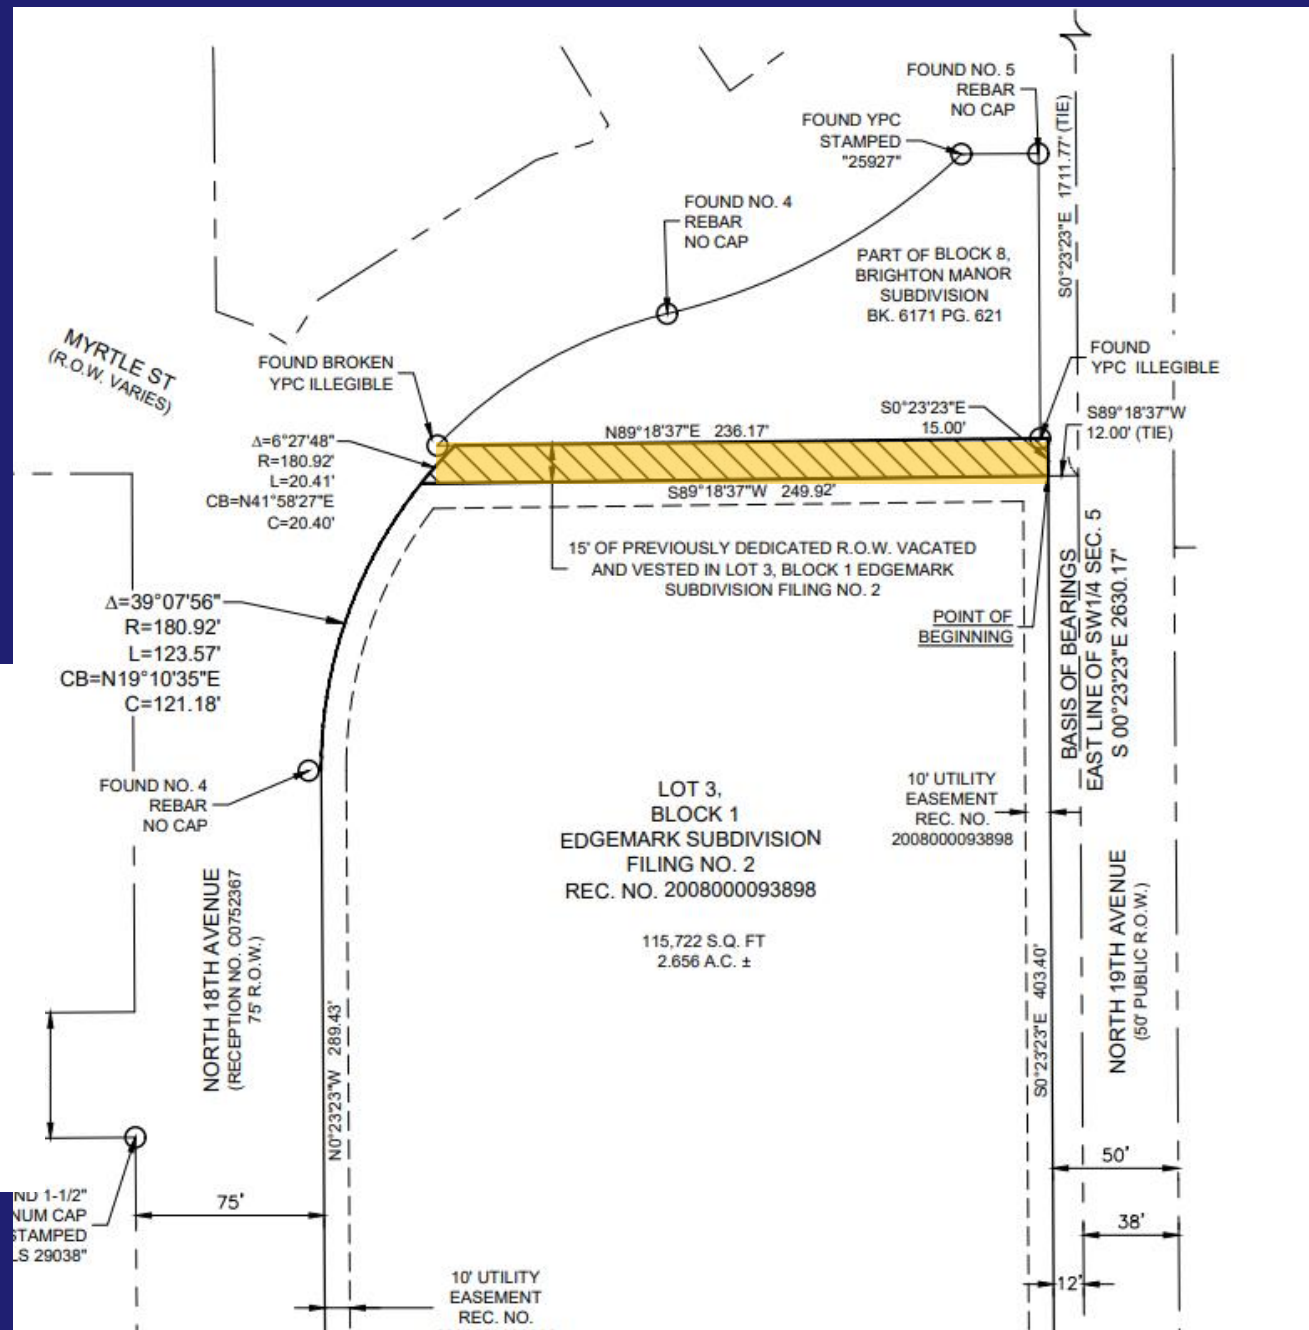 FOUND NO. 5
REBAR
NO CAP
FOUND YPC
STAMPED
"25927"
S0°23'23"E 1711.77' (TIE)
FOUND NO. 4
REBAR
NO CAP
PART OF BLOCK 8,
BRIGHTON MANOR
SUBDIVISION
BK. 6171 PG. 621
MYRTLE ST
(R.O.W. VARIES)
FOUND BROKEN
YPC ILLEGIBLE
FOUND
YPC ILLEGIBLE
S0°23'23"E
15.00'
S89°18'37"W
12.00' (TIE)
N89°18'37"E 236.17'
Δ=6°27'48"
R=180.92'
L=20.41'
CB=N41°58'27"E
C=20.40'
S89°18'37"W 249.92'
15' OF PREVIOUSLY DEDICATED R.O.W. VACATED
AND VESTED IN LOT 3, BLOCK 1 EDGEMARK
SUBDIVISION FILING NO. 2
Δ=39°07'56"
R=180.92'
L=123.57'
CB=N19°10'35"E
C=121.18'
POINT OF
BEGINNING
BASIS OF BEARINGS
EAST LINE OF SW1/4 SEC. 5
S 00°23'23"E 2630.17'
FOUND NO. 4
REBAR
NO CAP
LOT 3,
BLOCK 1
EDGEMARK SUBDIVISION
FILING NO. 2
REC. NO. 2008000093898
115,722 S.Q. FT
2.656 A.C. ±
10' UTILITY
EASEMENT
REC. NO.
2008000093898
NORTH 18TH AVENUE
(RECEPTION NO. C0752367
75' R.O.W.)
N0°23'23"W 289.43'
S0°23'23"E 403.40'
NORTH 19TH AVENUE
(50' PUBLIC R.O.W.)
50'
75'
38'
12'
ND 1-1/2"
NUM CAP
STAMPED
LS 29038"
10' UTILITY
EASEMENT
REC. NO.